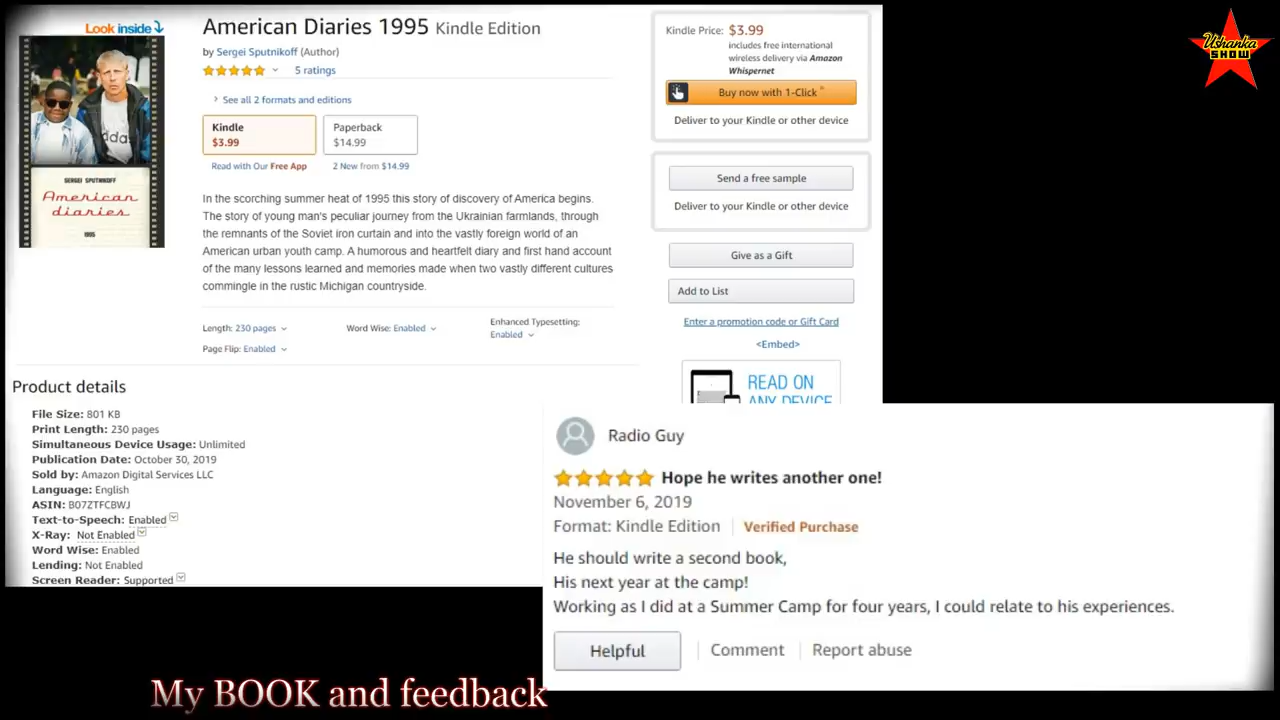 Look inside
American Diaries 1995 Kindle Edition
by Sergei Sputnikoff (Author)
5 ratings
See all 2 formats and editions
Kindle
$3.99
Paperback
$14.99
Read with Our Free App
2 New from $14.99
In the scorching summer heat of 1995 this story of discovery of America begins.
The story of young man's peculiar journey from the Ukrainian farmlands, through
the remnants of the Soviet iron curtain and into the vastly foreign world of an
American urban youth camp. A humorous and heartfelt diary and first hand account
of the many lessons learned and memories made when two vastly different cultures
commingle in the rustic Michigan countryside.
Length: 230 pages
Word Wise: Enabled
Enhanced Typesetting:
Enabled
Page Flip: Enabled
SERGEI SPUTNIKOFF
American
diaries
1995
adidas
Kindle Price: $3.99
includes free international
wireless delivery via Amazon
Whispernet
Buy now with 1-Click ®
Deliver to your Kindle or other device
Send a free sample
Deliver to your Kindle or other device
Give as a Gift
Add to List
Enter a promotion code or Gift Card
<Embed>
READ ON
ANY DEVICE
Ushanka
SHOW
Product details
File Size: 801 KB
Print Length: 230 pages
Simultaneous Device Usage: Unlimited
Publication Date: October 30, 2019
Sold by: Amazon Digital Services LLC
Language: English
ASIN: B07ZTFCBWJ
Text-to-Speech: Enabled
X-Ray: Not Enabled
Word Wise: Enabled
Lending: Not Enabled
Screen Reader: Supported
Radio Guy
Hope he writes another one!
November 6, 2019
Format: Kindle Edition
Verified Purchase
He should write a second book,
His next year at the camp!
Working as I did at a Summer Camp for four years, I could relate to his experiences.
Helpful
Comment
Report abuse
My BOOK and feedback